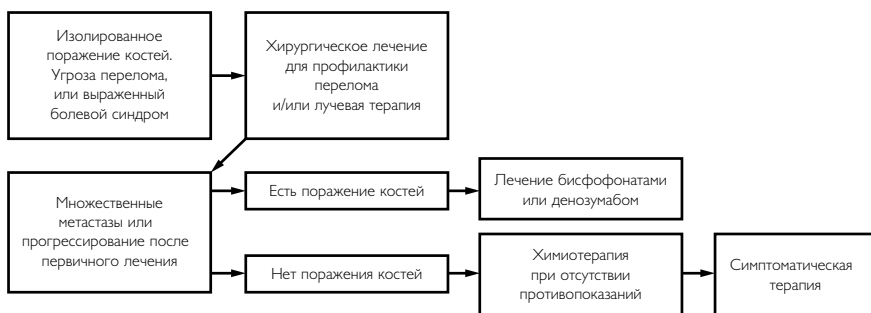 Изолированное
поражение костей.
Угроза перелома,
или выраженный
болевой синдром
Хирургическое лечение
для профилактики
перелома
и/или лучевая терапия
Множественные
метастазы или
прогрессирование после
первичного лечения
Есть поражение костей
Лечение бисфофонатами
или денозумабом
Нет поражения костей
Химиотерапия
при отсутствии
противопоказаний
Симптоматическая
терапия